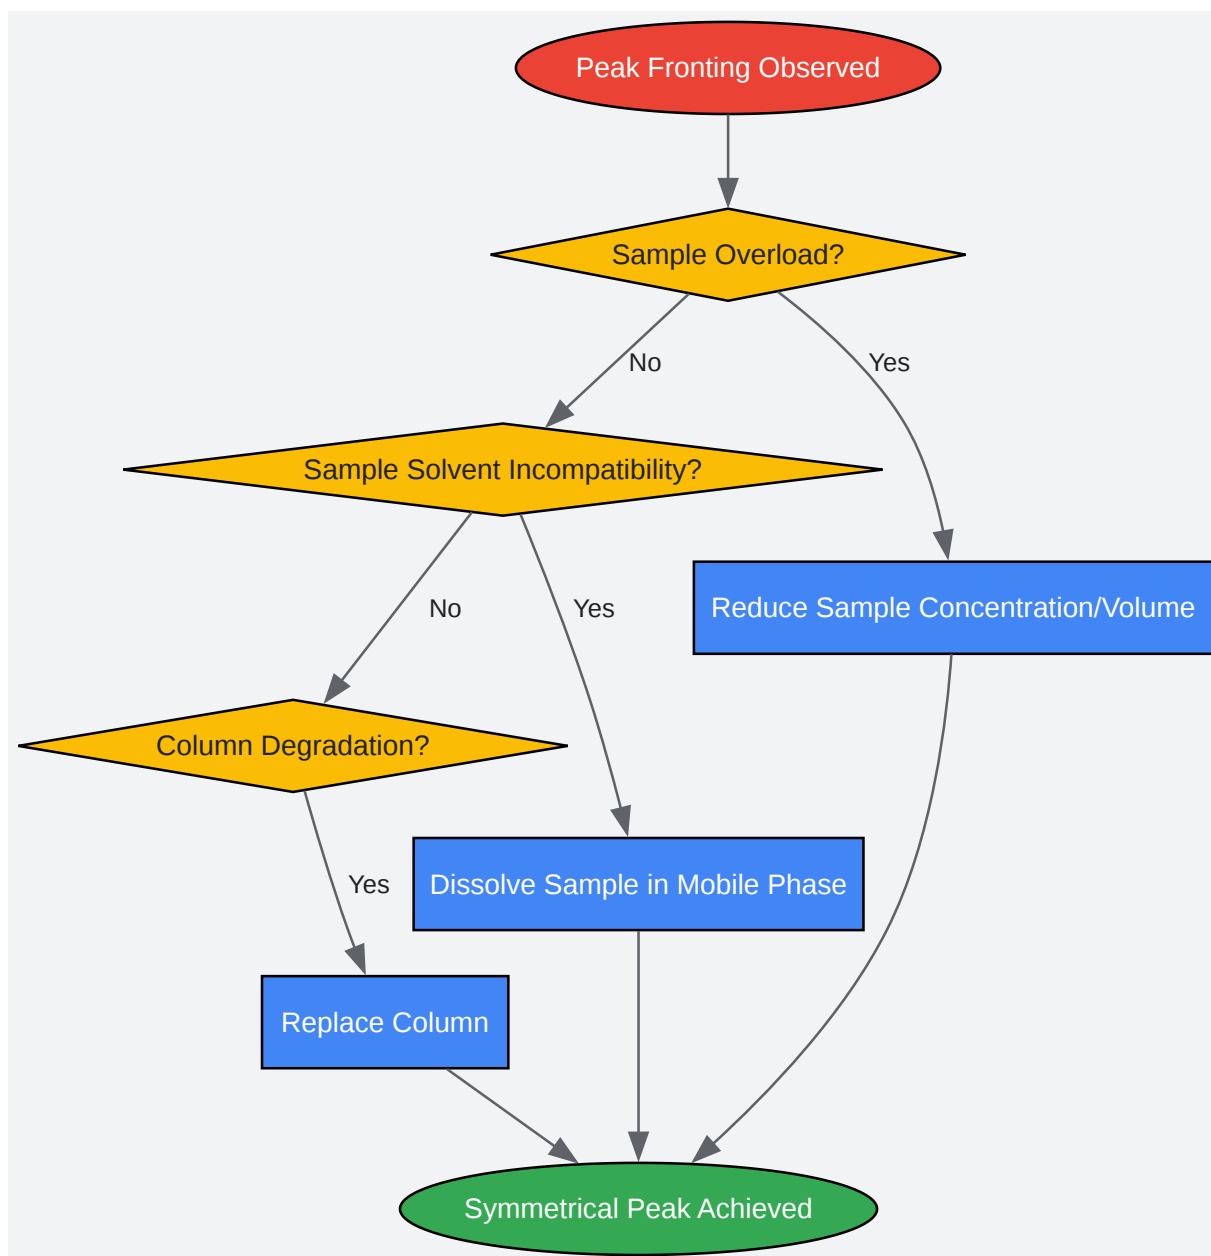 Peak Fronting Observed
Sample Overload?
No
Yes
Sample Solvent Incompatibility?
No
Yes
Reduce Sample Concentration/Volume
Column Degradation?
Yes
Dissolve Sample in Mobile Phase
Replace Column
Symmetrical Peak Achieved